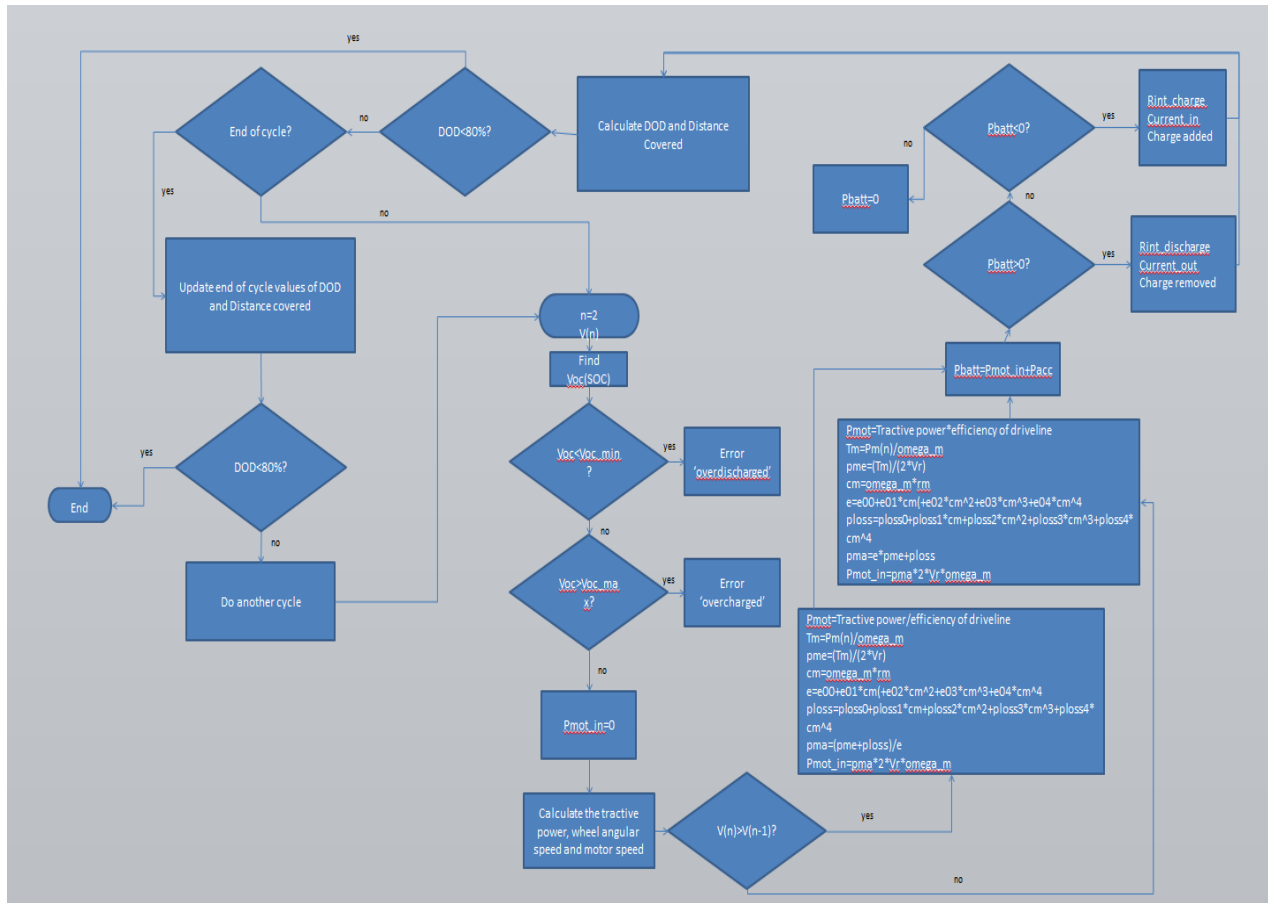 yes
End of cycle?
no
DOD<80%?
Calculate DOD and Distance
Covered
Pbatt<0?
yes
Rint_charge
Current_in
Charge added
no
Pbatt=0
no
yes
no
Pbatt>0?
yes
Rint_discharge
Current_out
Charge removed
Update end of cycle values of DOD
and Distance covered
n=2
V(n)
Find
Voc(SOC)
Pbatt=Pmot_in+Pacc
Voc<Voc_min
?
yes
Error
‘overdischarged’
no
DOD<80%?
yes
End
no
Do another cycle
Pmot=Tractive power*efficiency of driveline
Tm=Pm(n)/omega_m
pme=(Tm)/(2*Vr)
cm=omega_m*rm
e=e00+e01*cm(+e02*cm^2+e03*cm^3+e04*cm^4
ploss=ploss0+ploss1*cm+ploss2*cm^2+ploss3*cm^3+ploss4*
cm^4
pma=e*pme+ploss
Pmot_in=pma*2*Vr*omega_m
Voc>Voc_ma
x?
yes
Error
‘overcharged’
no
Pmot=Tractive power/efficiency of driveline
Tm=Pm(n)/omega_m
pme=(Tm)/(2*Vr)
cm=omega_m*rm
e=e00+e01*cm(+e02*cm^2+e03*cm^3+e04*cm^4
ploss=ploss0+ploss1*cm+ploss2*cm^2+ploss3*cm^3+ploss4*
cm^4
pma=(pme+ploss)/e
Pmot_in=pma*2*Vr*omega_m
Pmot_in=0
Calculate the tractive
power, wheel angular
speed and motor speed
V(n)>V(n-1)?
yes
no